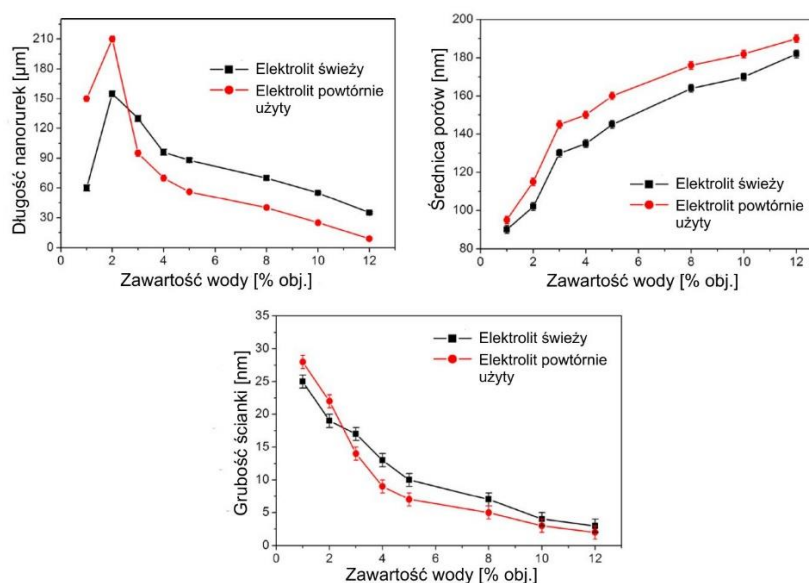 Długość nanorurek [µm]
210
180
150
120
90
60
30
0
Elektrolit świeży
Elektrolit powtórnie
użyty
0 2 4 6 8 10 12
Zawartość wody [% obj.]
Średnica porów [nm]
200
180
160
140
120
100
80
Elektrolit świeży
Elektrolit powtórnie
użyty
0 2 4 6 8 10 12
Zawartość wody [% obj.]
Grubość ścianki [nm]
35
30
25
20
15
10
5
0
Elektrolit świeży
Elektrolit powtórnie
użyty
0 2 4 6 8 10 12
Zawartość wody [% obj.]